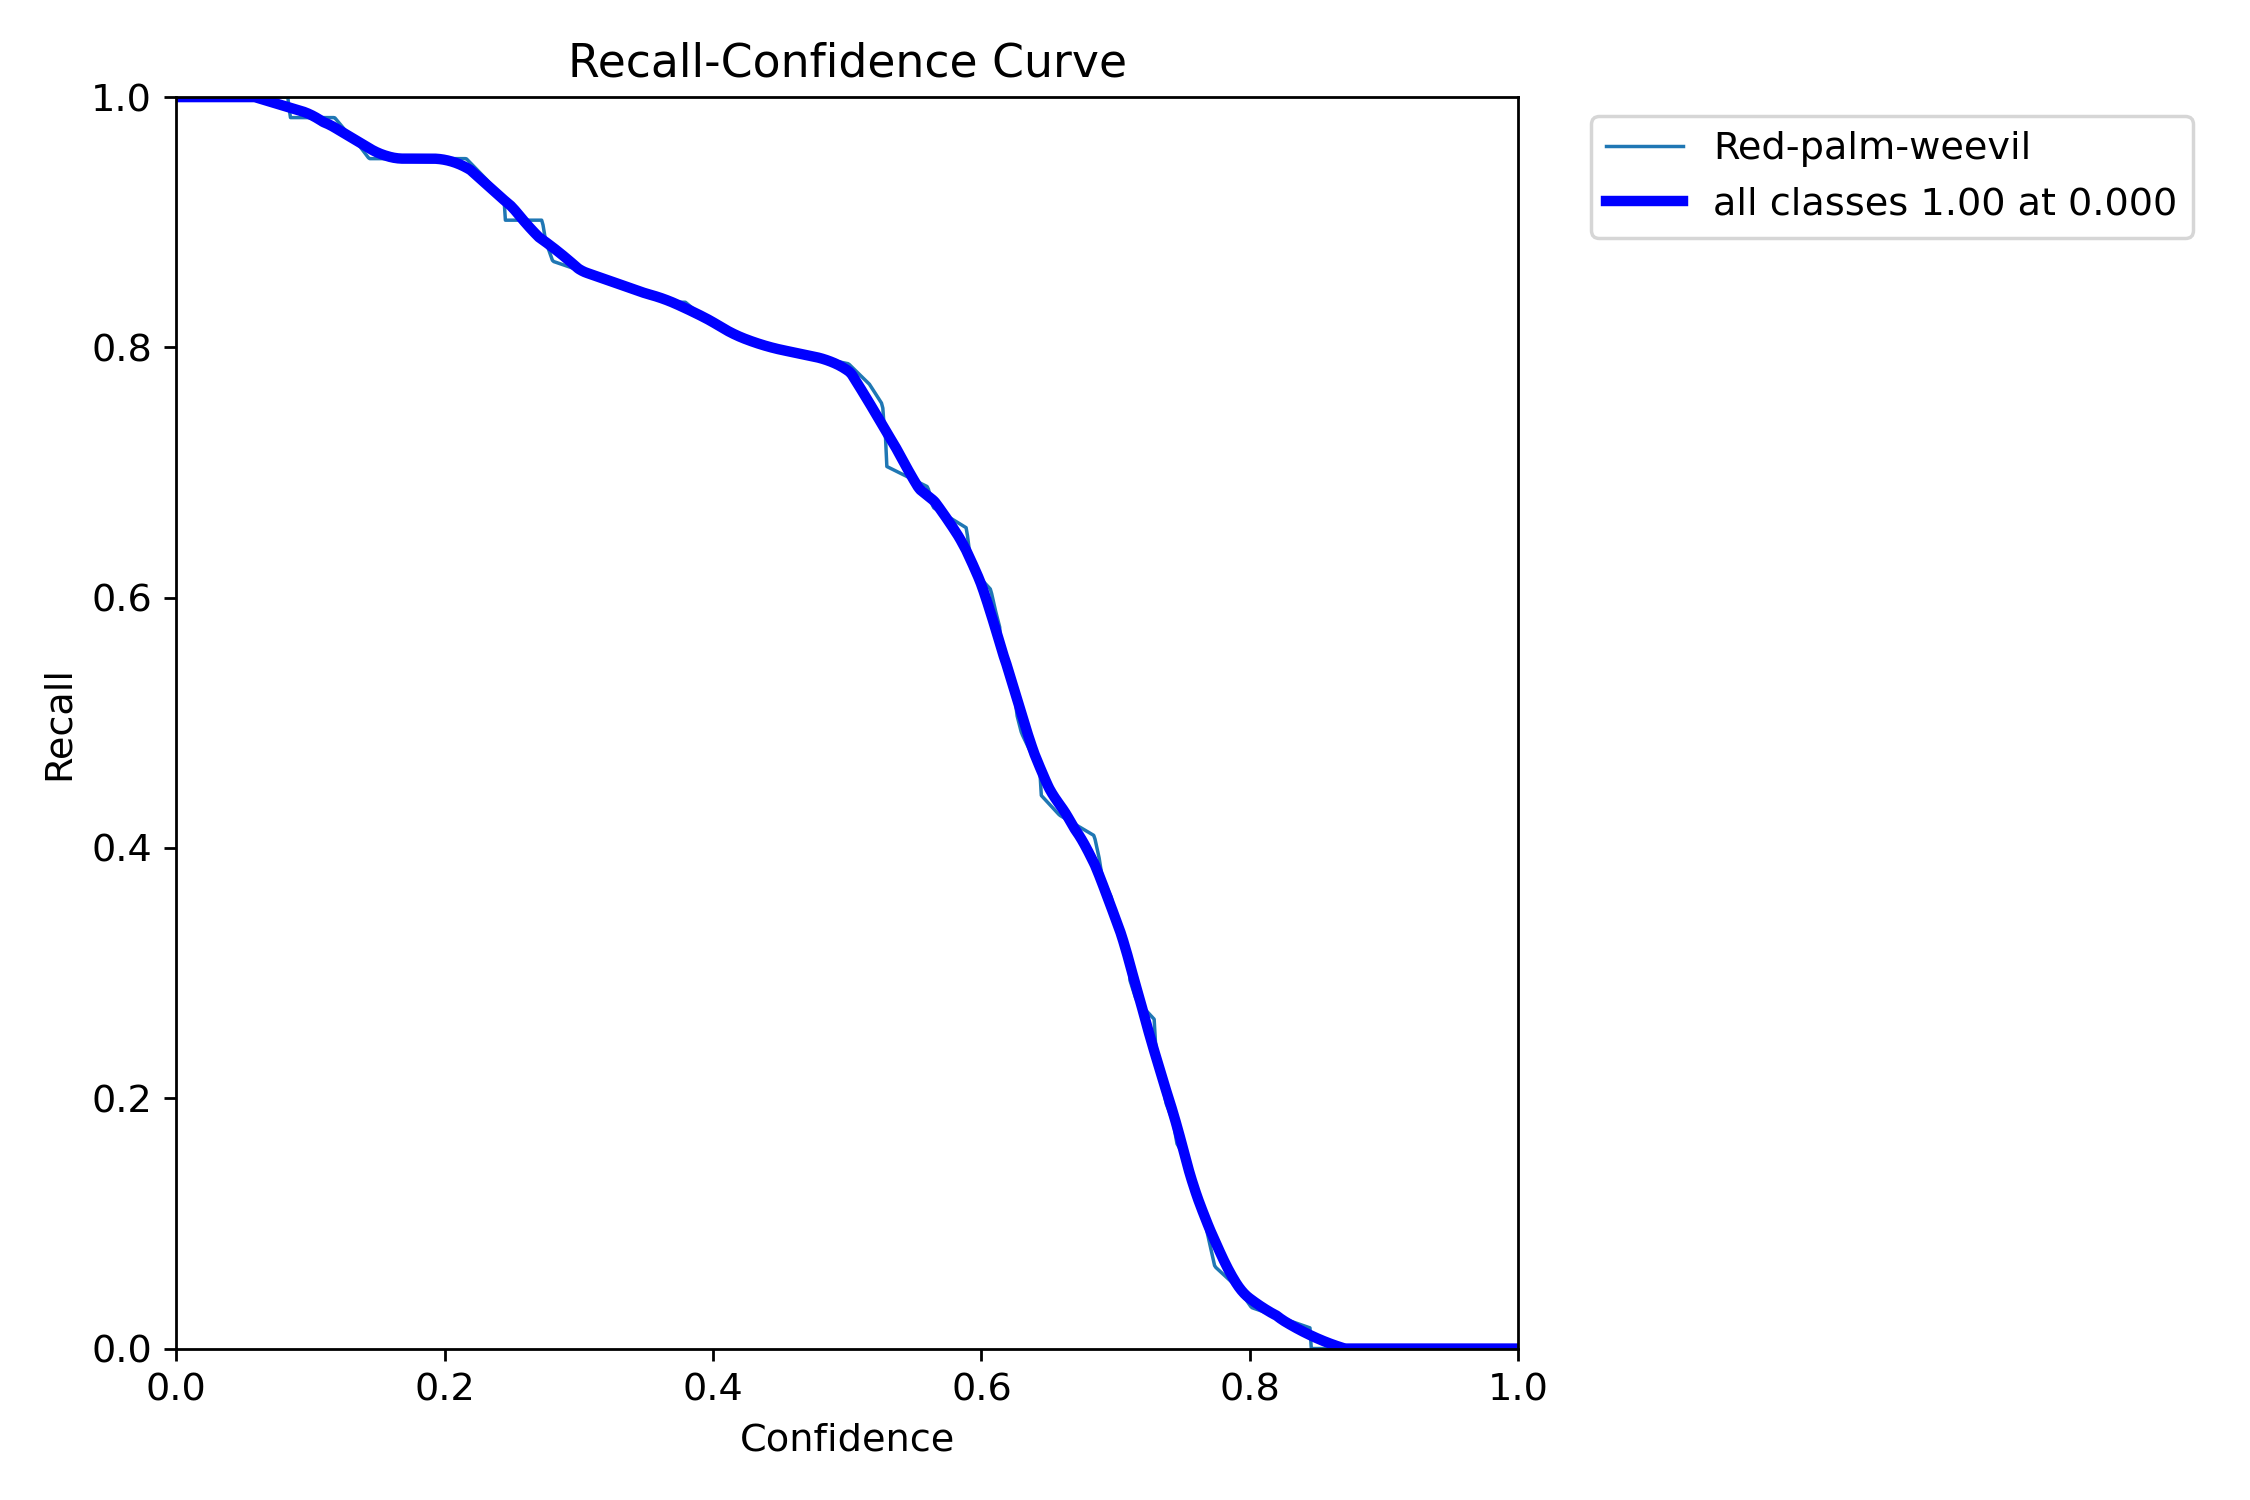 Recall-Confidence Curve
1.0
0.8
0.6
0.4
0.2
0.0
Recall
0.0 0.2 0.4 0.6 0.8 1.0
Confidence
Red-palm-weevil
all classes 1.00 at 0.000